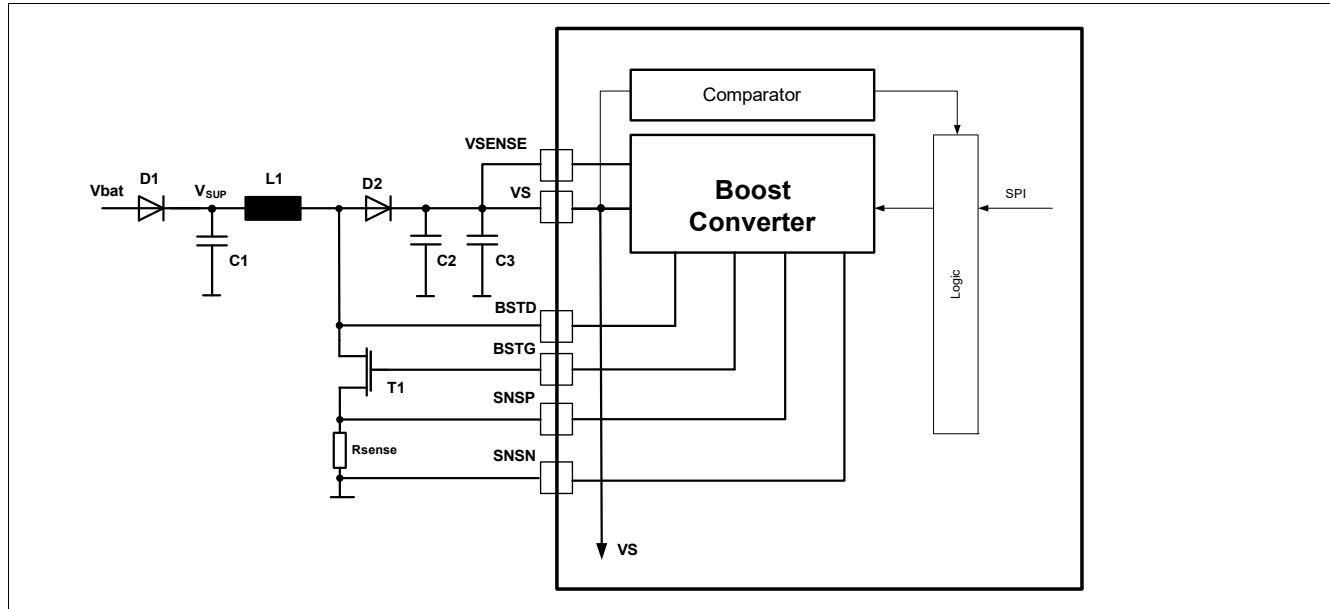 Comparator
VSENSE
D1
V_SUP
L1
D2
Vbat
VS
Boost
Converter
SPI
C1
C2
C3
Logic
BSTD
BSTG
T1
SNSP
Rsense
SNSN
VS